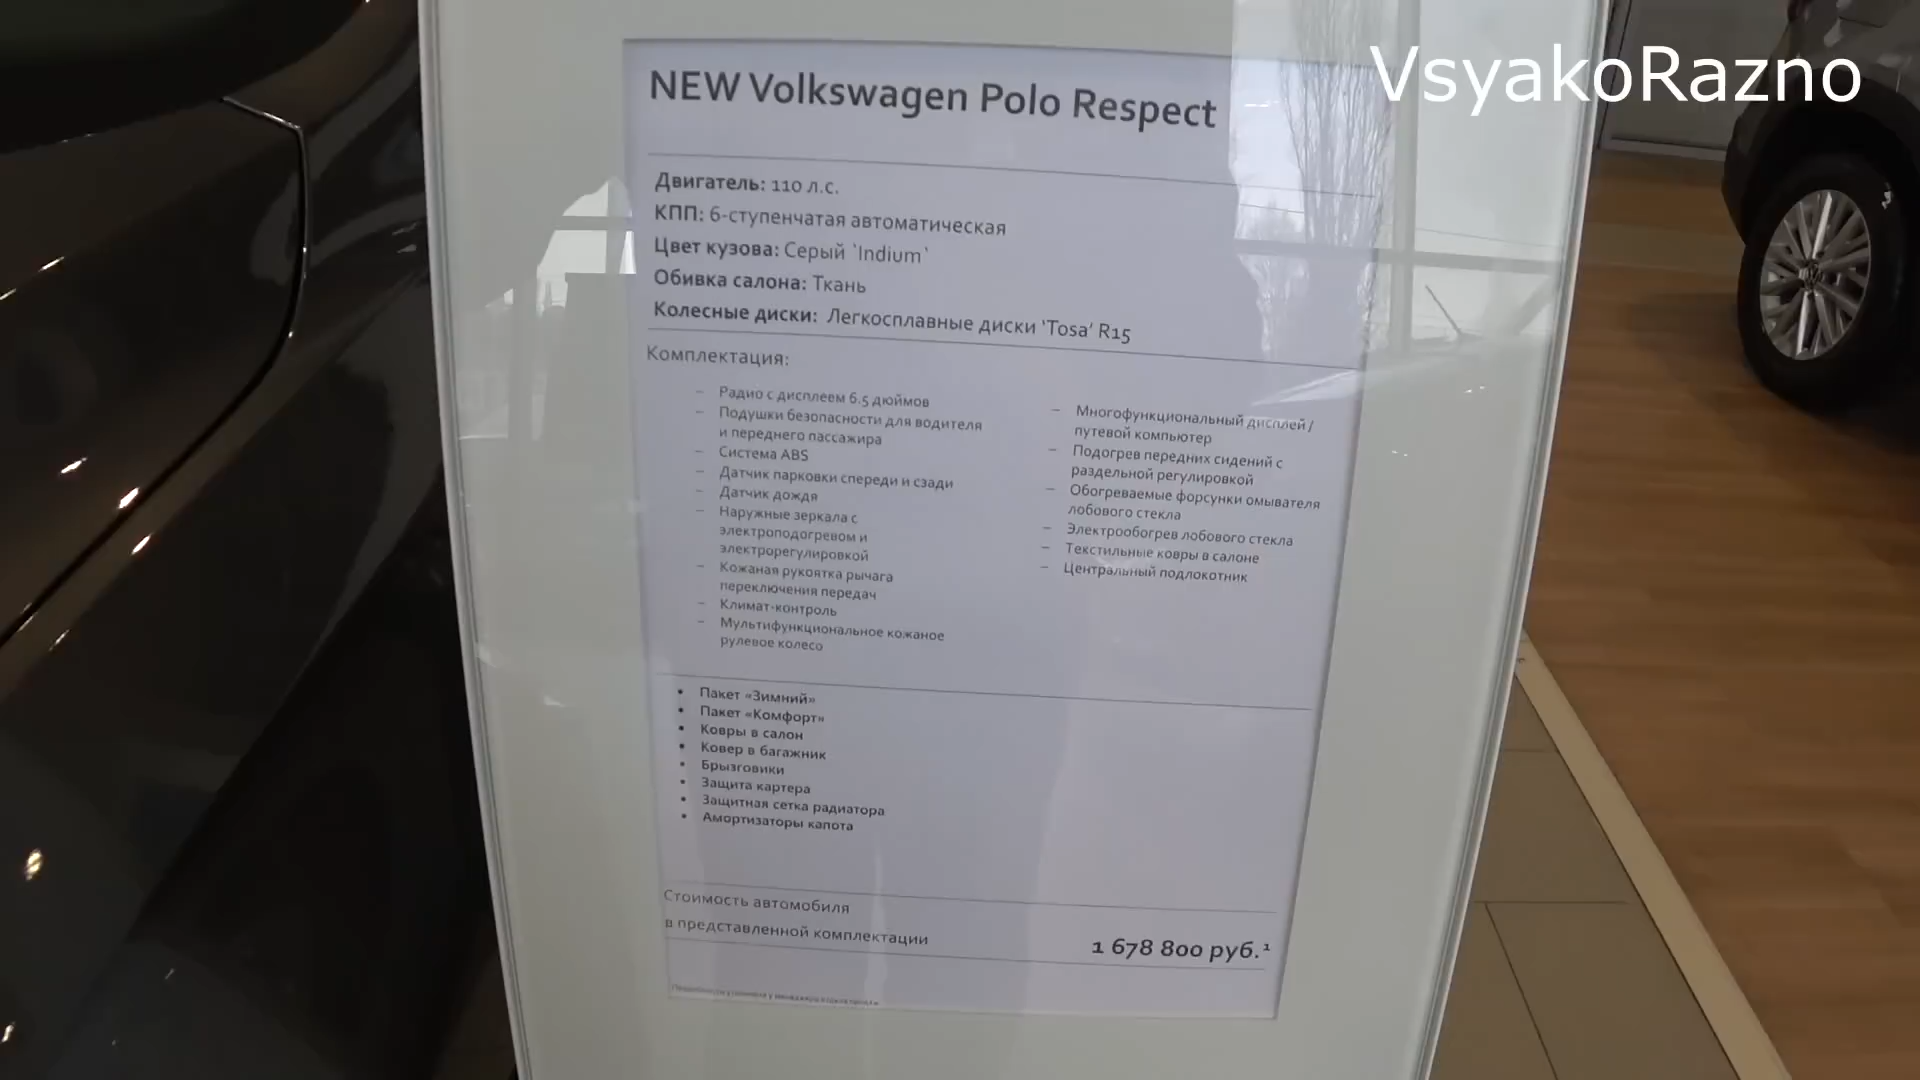 VsyakoRazno
NEW Volkswagen Polo Respect
Двигатель: 110 л.с.
КПП: 6-ступенчатая автоматическая
Цвет кузова: Серый `Indium`
Обивка салона: Ткань
Колесные диски: Легкосплавные диски ‘Tosa’ R15
Комплектация:
– Радио с дисплеем 6.5 дюймов
– Подушки безопасности для водителя
и переднего пассажира
– Система ABS
– Датчик парковки спереди и сзади
– Датчик дождя
– Наружные зеркала с
электроподогревом и
электрорегулировкой
– Кожаная рукоятка рычага
переключения передач
– Климат-контроль
– Мультифункциональное кожаное
рулевое колесо
– Многофункциональный дисплей /
путевой компьютер
– Подогрев передних сидений с
раздельной регулировкой
– Обогреваемые форсунки омывателя
лобового стекла
– Электрообогрев лобового стекла
– Текстильные ковры в салоне
– Центральный подлокотник
• Пакет «Зимний»
• Пакет «Комфорт»
• Ковры в салон
• Ковер в багажник
• Брызговики
• Защита картера
• Защитная сетка радиатора
• Амортизаторы капота
Стоимость автомобиля
в представленной комплектации
1 678 800 руб.¹